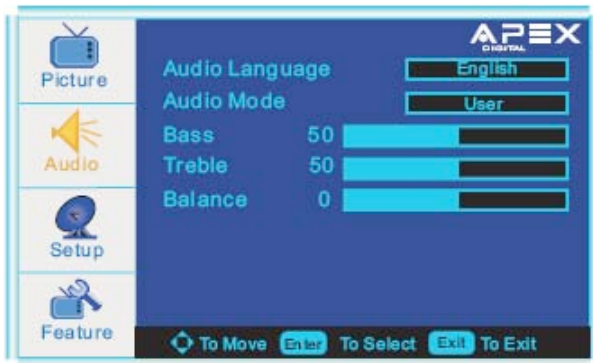 APEX
DIGITAL
Picture
Audio
Setup
Feature
Audio Language English
Audio Mode User
Bass 50
Treble 50
Balance 0
To Move Enter To Select Exit To Exit